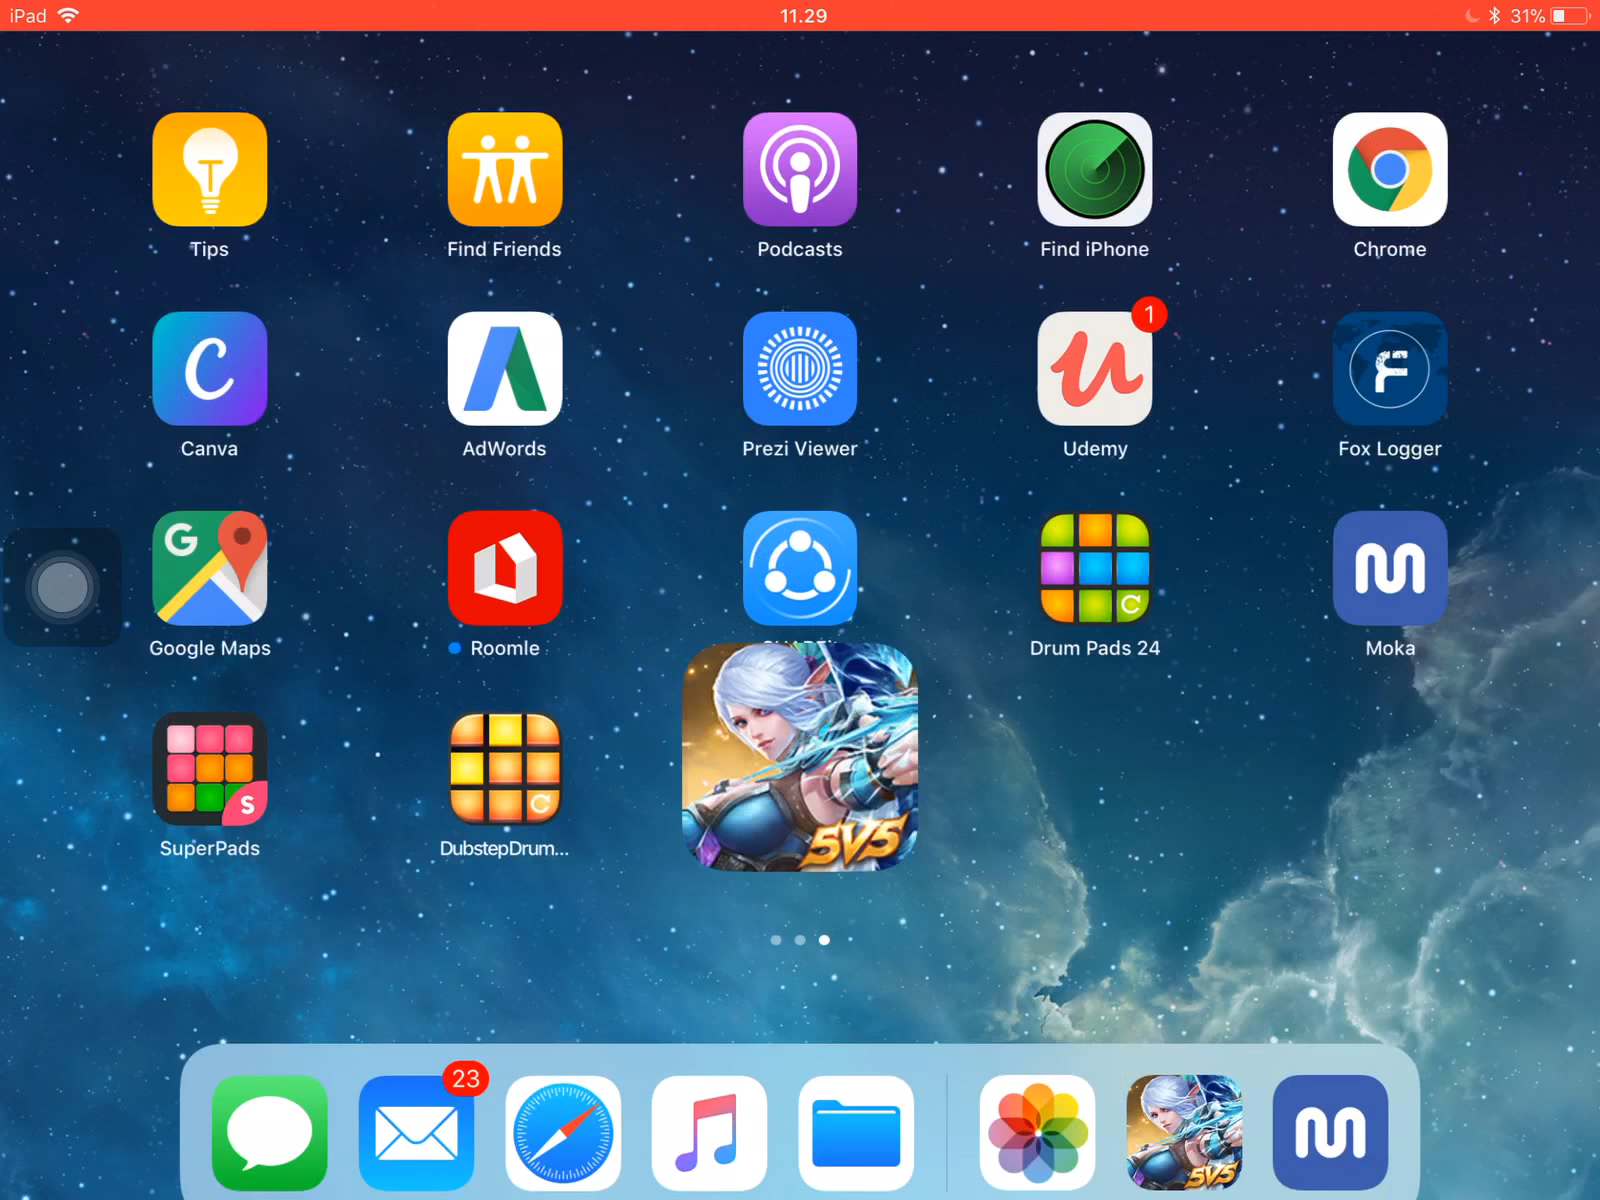 iPad 11.29 31%
Tips Find Friends Podcasts Find iPhone Chrome
1
Canva AdWords Prezi Viewer Udemy Fox Logger
G
Google Maps Roomle Drum Pads 24 Moka
S
5V5
SuperPads DubstepDrum...
23
5V5